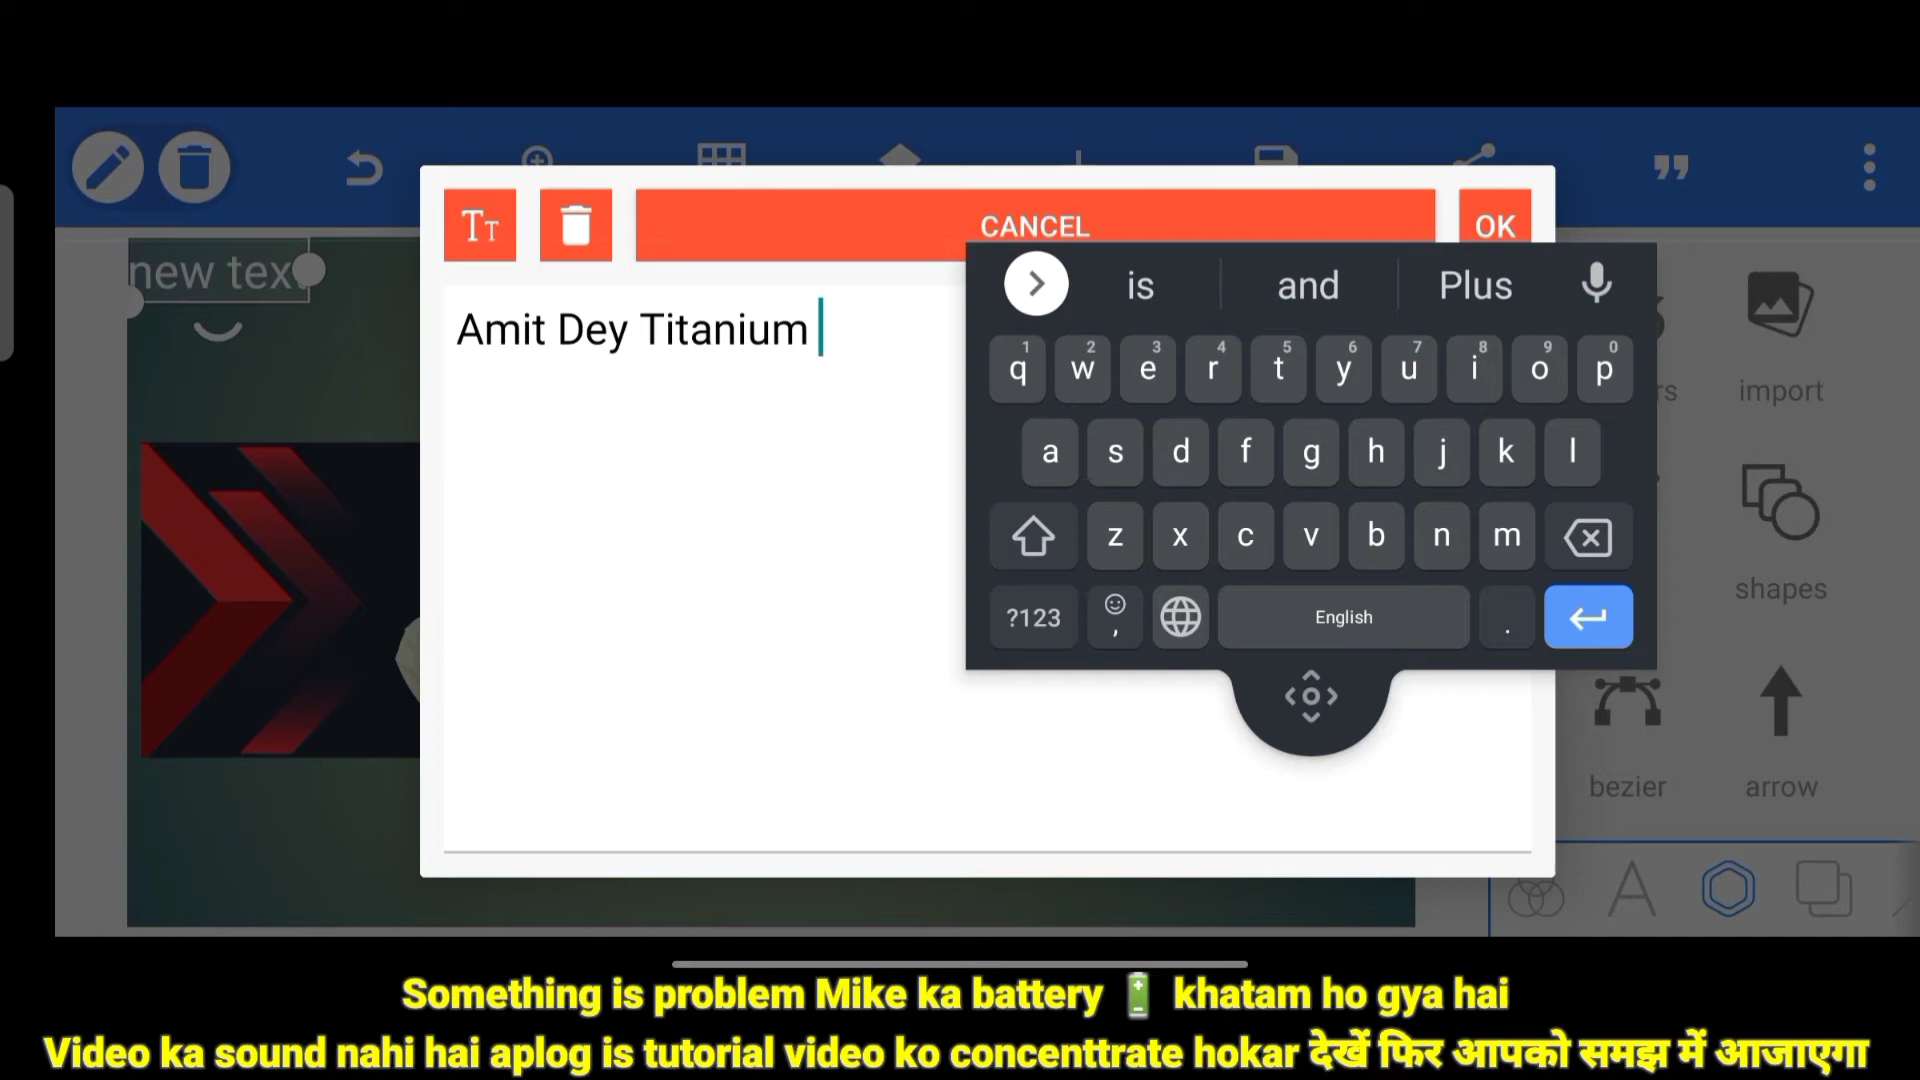 CANCEL
OK
new tex
Amit Dey Titanium
is and Plus
1 2 3 4 5 6 7 8 9 0
q w e r t y u i o p
a s d f g h j k l
z x c v b n m
?123 , English .
import
shapes
bezier
arrow
Something is problem Mike ka battery 🔋 khatam ho gya hai
Video ka sound nahi hai aplog is tutorial video ko concenttrate hokar देखें फिर आपको समझ में आजाएगा